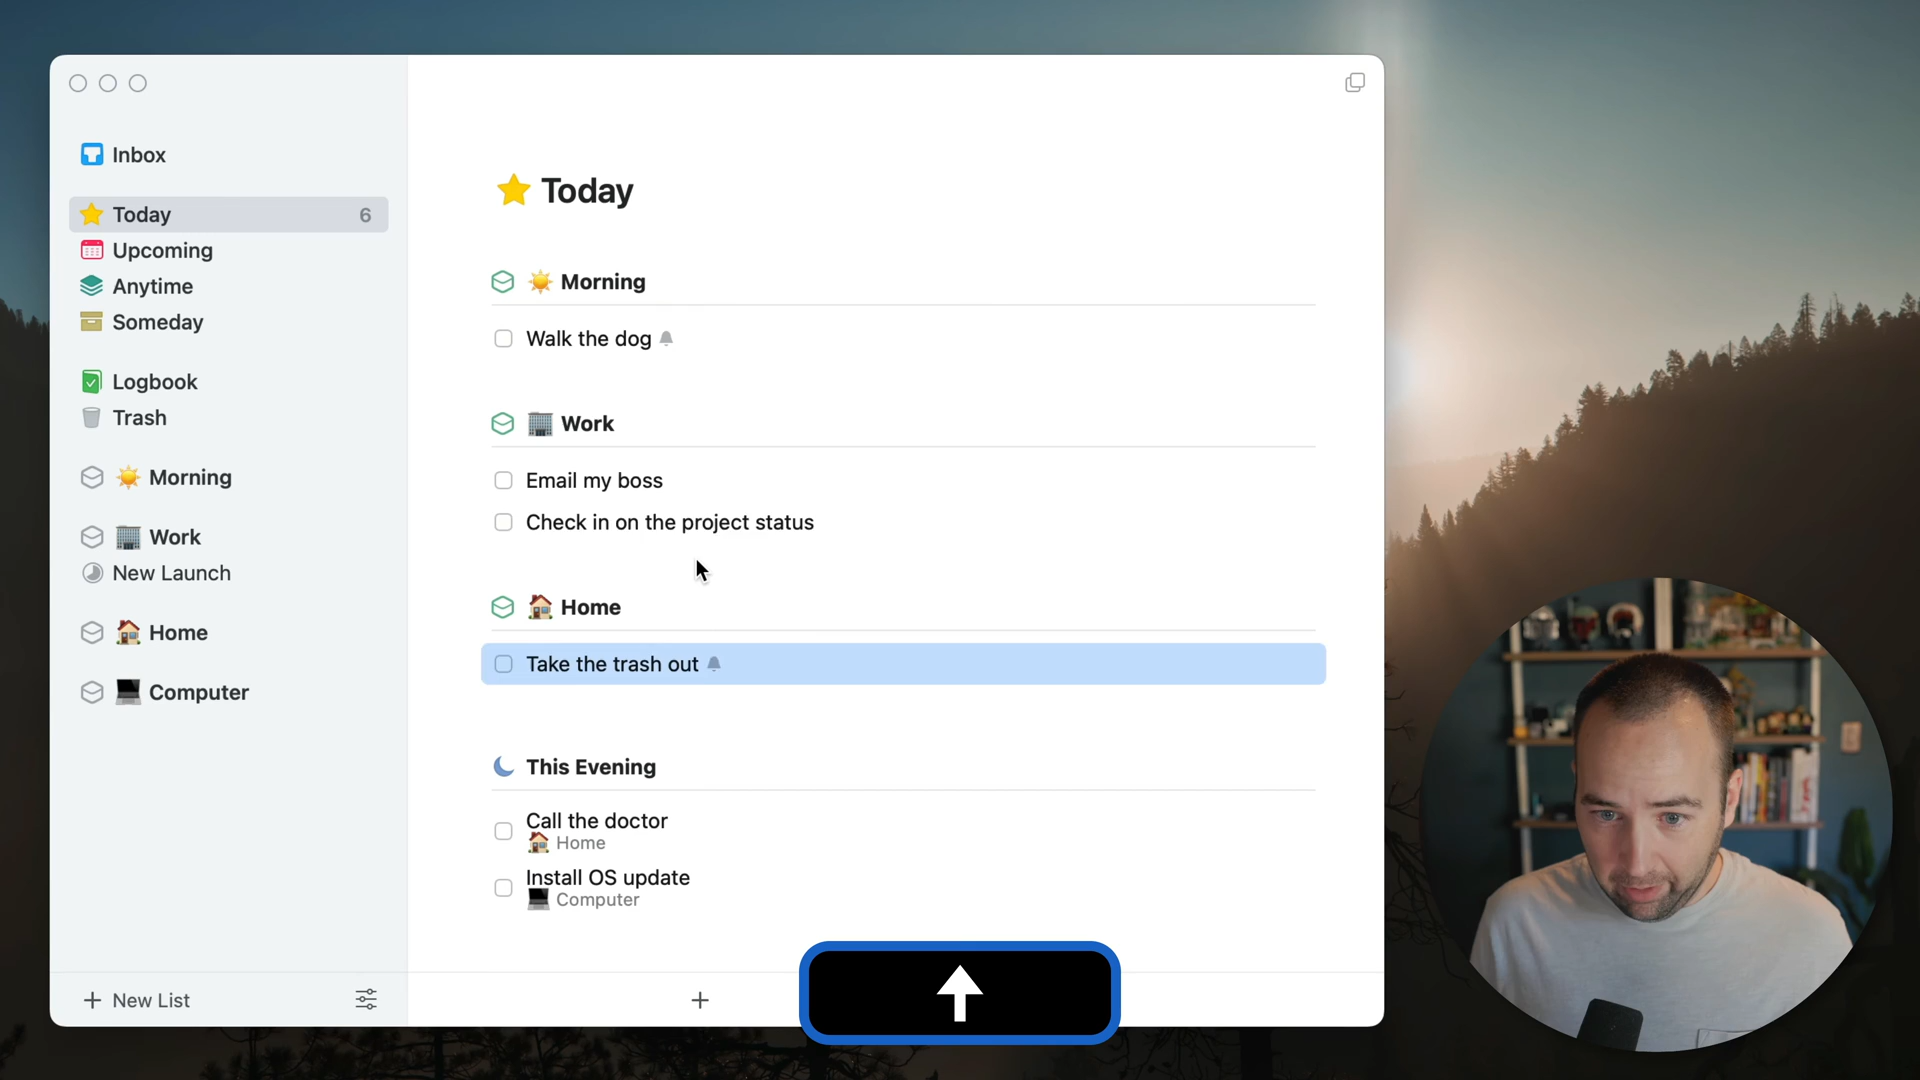 Inbox
Today 6
Upcoming
Anytime
Someday
Logbook
Trash
Morning
Work
New Launch
Home
Computer
New List
Today
Morning
Walk the dog
Work
Email my boss
Check in on the project status
Home
Take the trash out
This Evening
Call the doctor
Home
Install OS update
Computer